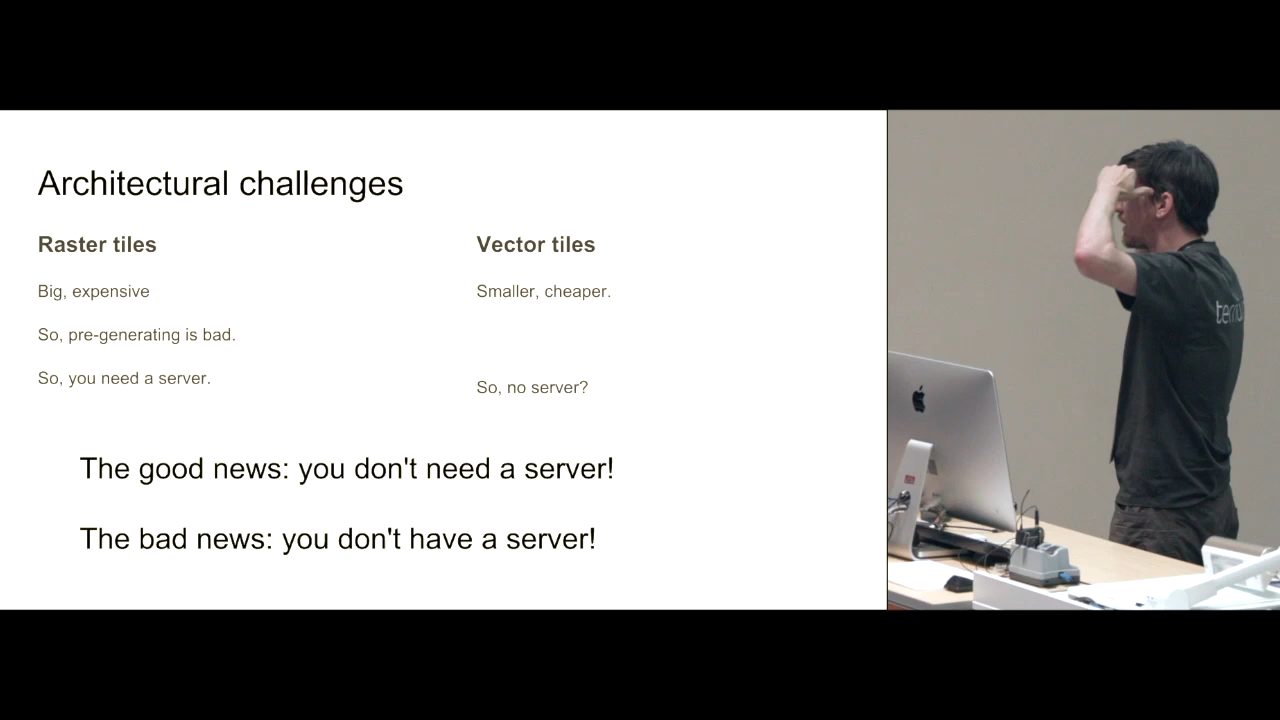 Architectural challenges
Raster tiles
Big, expensive
So, pre-generating is bad.
So, you need a server.
Vector tiles
Smaller, cheaper.
So, no server?
The good news: you don't need a server!
The bad news: you don't have a server!